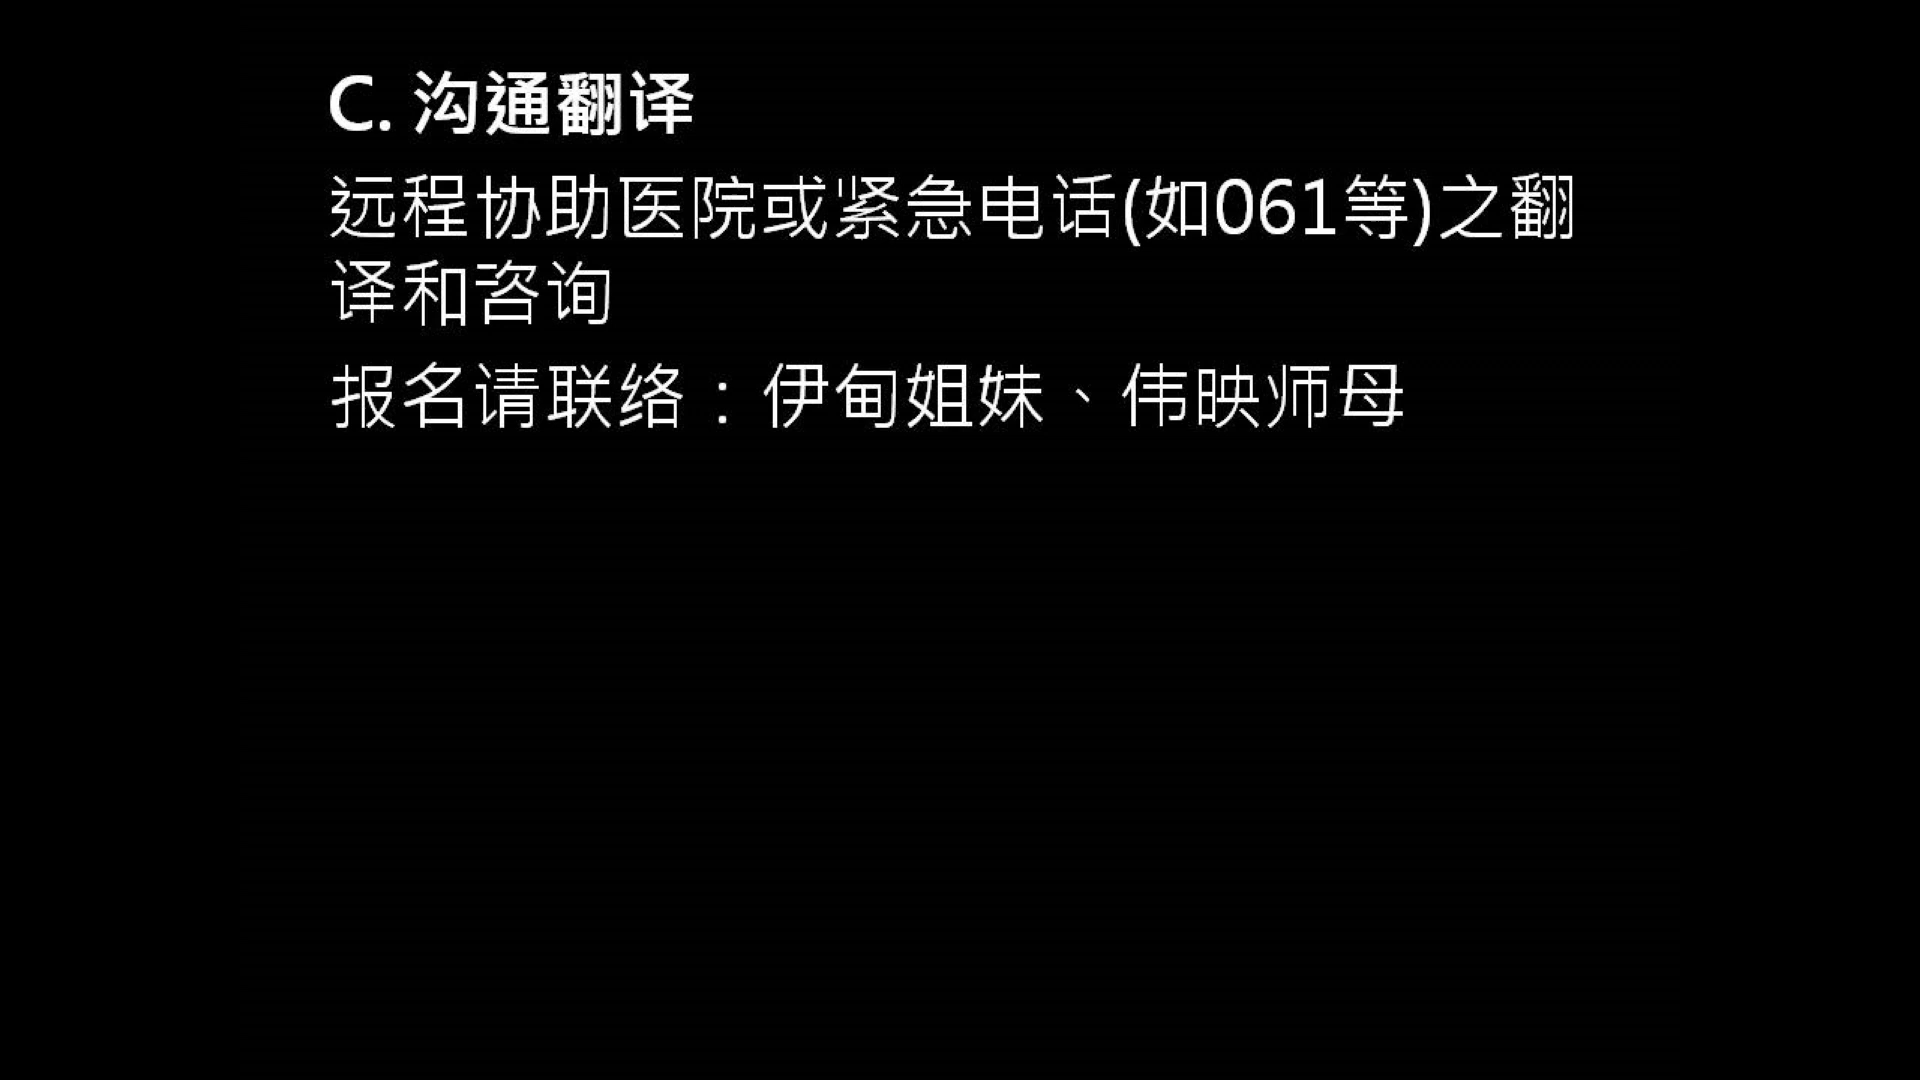 C. 沟通翻译
远程协助医院或紧急电话(如061等)之翻
译和咨询
报名请联络：伊甸姐妹、伟映师母